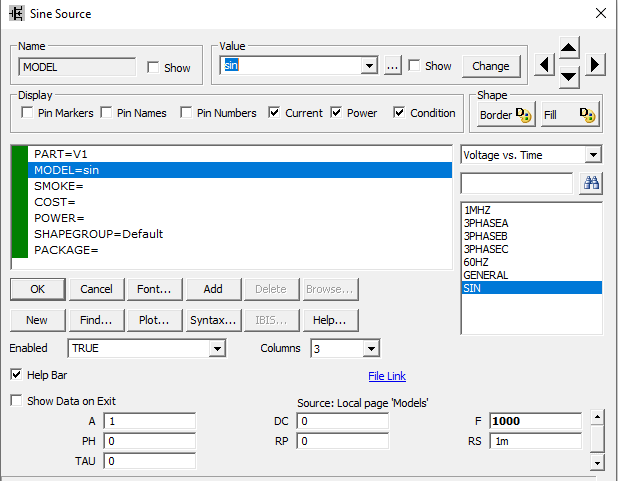 Sine Source
Name
MODEL
Show
Value
sin
...
Show
Change
Display
Pin Markers
Pin Names
Pin Numbers
Current
Power
Condition
Shape
Border
Fill
PART=V1
MODEL=sin
SMOKE=
COST=
POWER=
SHAPEGROUP=Default
PACKAGE=
Voltage vs. Time
1MHZ
3PHASEA
3PHASEB
3PHASEC
60HZ
GENERAL
SIN
OK
Cancel
Font...
Add
Delete
Browse...
New
Find...
Plot...
Syntax...
IBIS...
Help...
Enabled
TRUE
Columns
3
Help Bar
File Link
Show Data on Exit
Source: Local page 'Models'
A 1
DC 0
F 1000
PH 0
RP 0
RS 1m
TAU 0